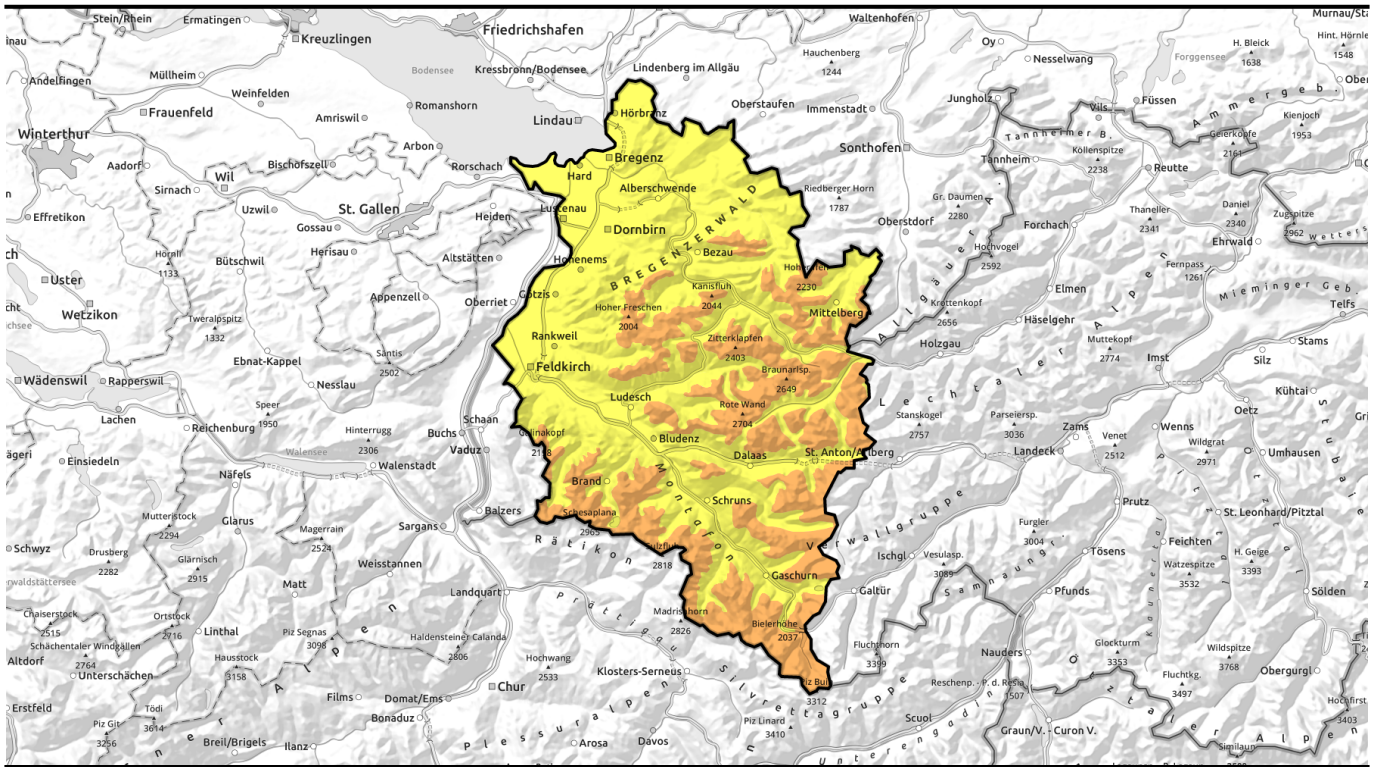 Stein/Rhein
Ermatingen
Kreuzlingen
Friedrichshafen
Waltenhofen
Oy
Nesselwang
H. Bleick
1638
Murnau/Sta
Hint. Hörnle
1548
Andelfingen
Müllheim
Weinfelden
Bodensee
Kressbronn/Bodensee
Lindenberg im Allgäu
Hauchenberg
1244
Forggensee
Frauenfeld
Romanshorn
Lindau
Hörbranz
Oberstaufen
Immenstadt
Jungholz
Vils
Füssen
Ammergeb.
Kienjoch
1953
Winterthur
Amriswil
Arbon
Bregenz
Sonthofen
Tannheimer B.
Geierköpfe
2161
Aadorf
Wil
Bischofszell
Rorschach
Hard
Tannheim
Köllenspitze
2238
Reutte
Sirnach
Alberschwende
Riedberger Horn
1787
Gr. Daumen
2280
Effretikon
Uzwil
St. Gallen
Heiden
Lustenau
Dornbirn
BREGENZERWALD
Oberstdorf
Forchach
Thaneller
2341
Daniel
2340
Zugspitze
2962
Gossau
Herisau
Altstätten
Hohenems
Bezau
Hochvogel
2592
Ehrwald
Wetters
Hörnli
1133
Bütschwil
Uster
Appenzell
Oberriet
Götzis
Kanisfluh
2044
2230
Elmen
Fernpass
1261
Mieminger Geb.
Telfs
Wetzikon
Tweralpspitz
1332
Hoher Freschen
2004
Mittelberg
Krottenkopf
2656
Allgäuer A.
Häselgehr
Rankweil
Zitterklapfen
2403
Holzgau
Muttekopf
2774
Stams
Ebnat-Kappel
Säntis
2502
Feldkirch
Braunarlsp.
2649
Imst
Silz
Wädenswil
Rapperswil
Nesslau
Ludesch
Rote Wand
2704
Lechtaler Alpen
Kühtai
Lachen
Speer
1950
Reichenburg
Schaan
Stanskogel
2757
Parseiersp.
3036
Zams
Oetz
Hinterrugg
2306
Buchs
Vaduz
Bludenz
Dalaas
St. Anton/Arlberg
Landeck
Venet
2512
Wenns
Wildgrat
2971
Umhausen
Einsiedeln
Walensee
Walenstadt
Näfels
Brand
Montafon
Schruns
Prutz
St. Leonhard/Pitztal
Mutteristock
2294
Glarus
Magerrain
2524
Sargans
Balzers
Schesaplana
2965
Rätikon
Verwallgruppe
Furgler
3004
Feichten
Schwyz
Drusberg
2282
Glärnisch
2915
Weisstannen
2818
Gaschurn
Ischgl
Vesulasp.
3089
Tösens
Watzespitze
3532
H. Geige
3393
Matt
Landquart
Prättigau
Galtür
Samnaungr.
Pfunds
Sölden
Chaiserstock
2515
Ortstock
2716
Linthal
Piz Segnas
3098
Haldensteiner Calanda
2806
Madrisahorn
2826
Bielerhöhe
2037
Schächentaler Windgällen
2764
Altdorf
Unterschächen
Hausstock
3158
Hochwang
2533
Klosters-Serneus
Fluchthorn
3399
Nauders
Glockturm
3353
Wildspitze
3768
Obergurgl
Films
Domat/Ems
Chur
Silvrettagruppe
3312
Reschenp. - P. d. Resia
1507
Fluchtkg.
3497
Erstfeld
Tödi
3614
Bonaduz
Plessuralpen
Piz Linard
3410
Scuol
Graun/V. - Curon V.
Ötztaler Alpen
Hochfirst
3403
3256
Breil/Brigels
Ilanz
Arosa
Davos
Unterengadin
Similaun